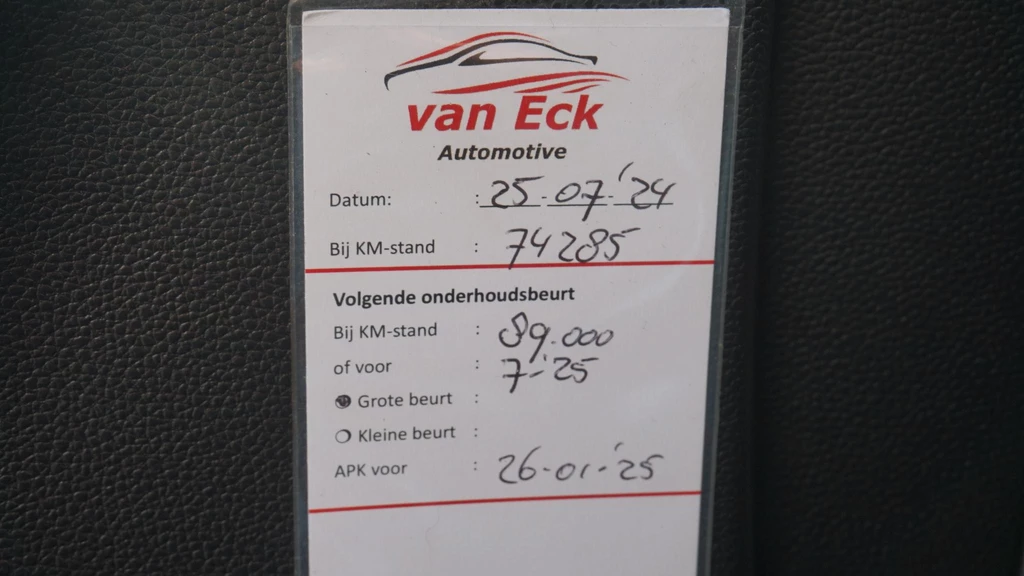 van Eck
Automotive
Datum: : 25-07-'24
Bij KM-stand : 74285
Volgende onderhoudsbeurt
Bij KM-stand : 89.000
of voor : 7-'25
Grote beurt :
Kleine beurt :
APK voor : 26-01-'25